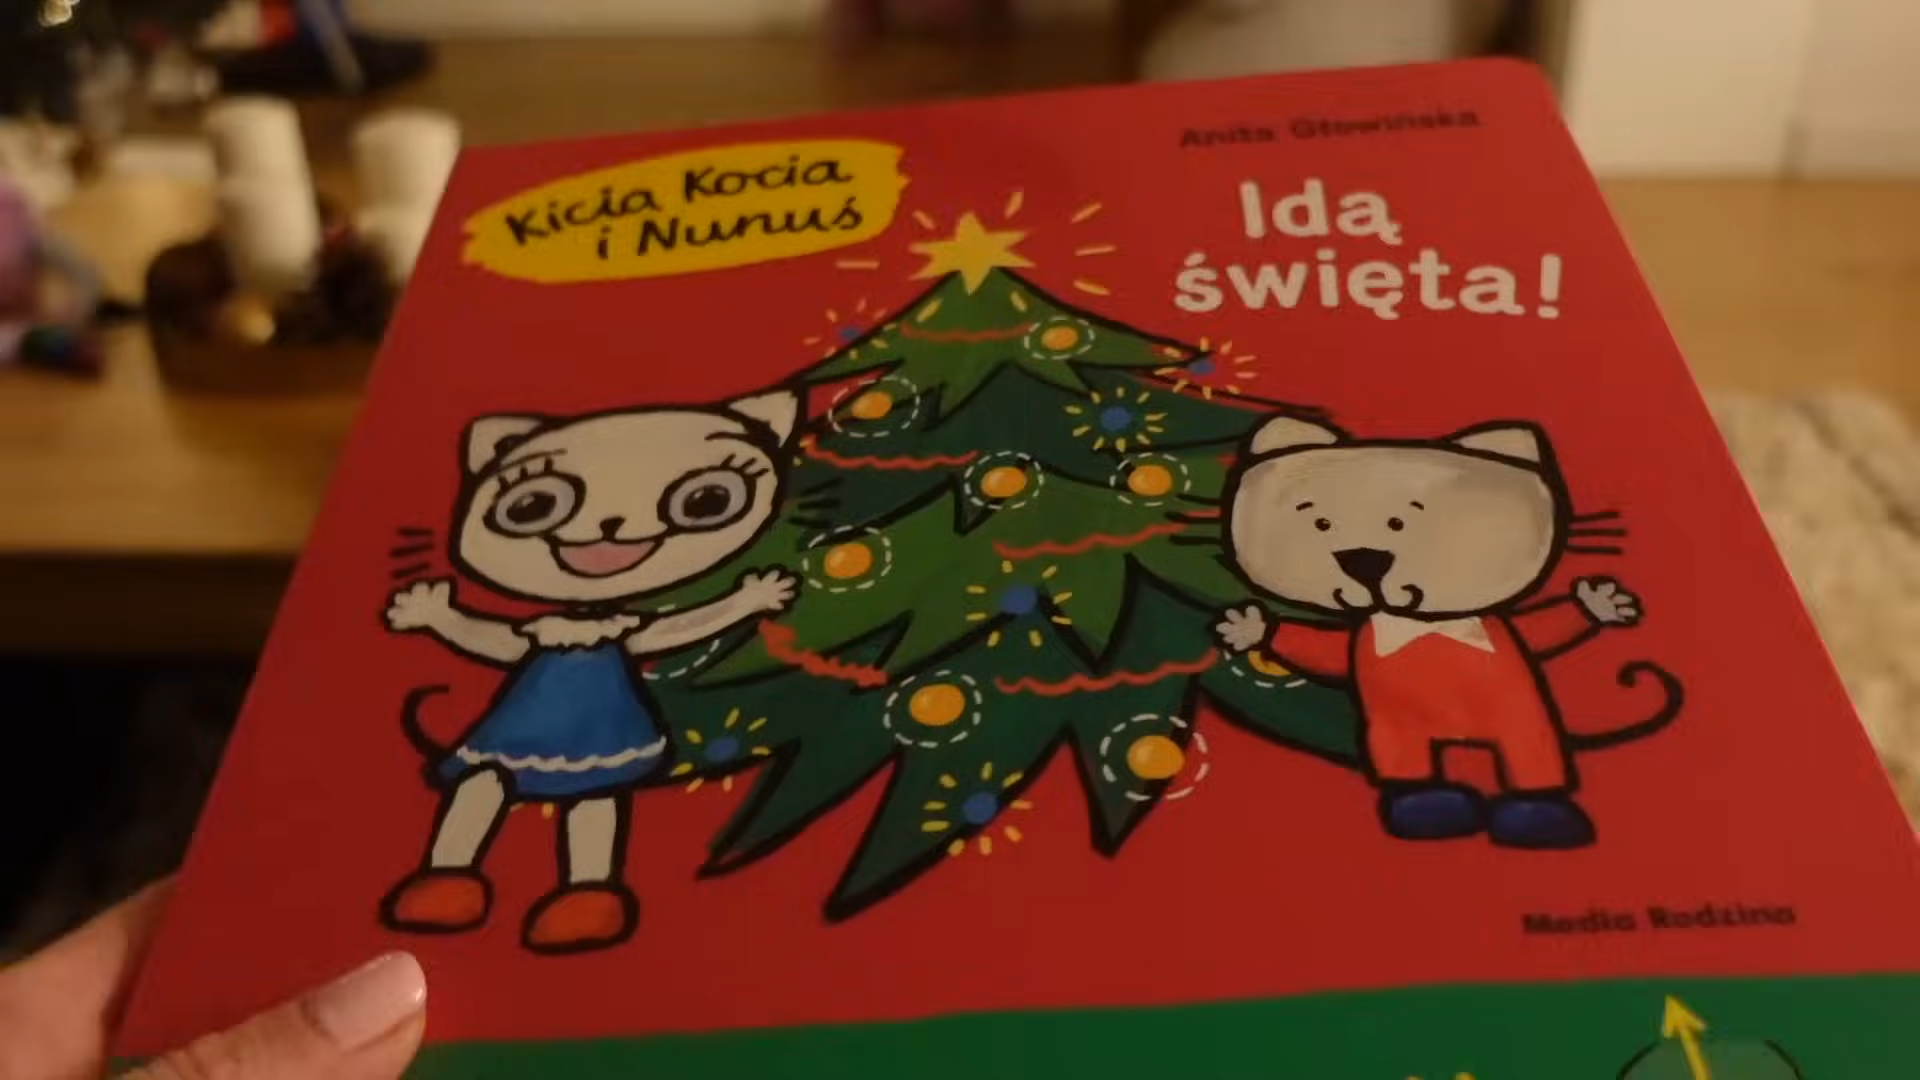 Anita Głowińska
Kicia Kocia
i Nunuś
Idą
święta!
Media Rodzina